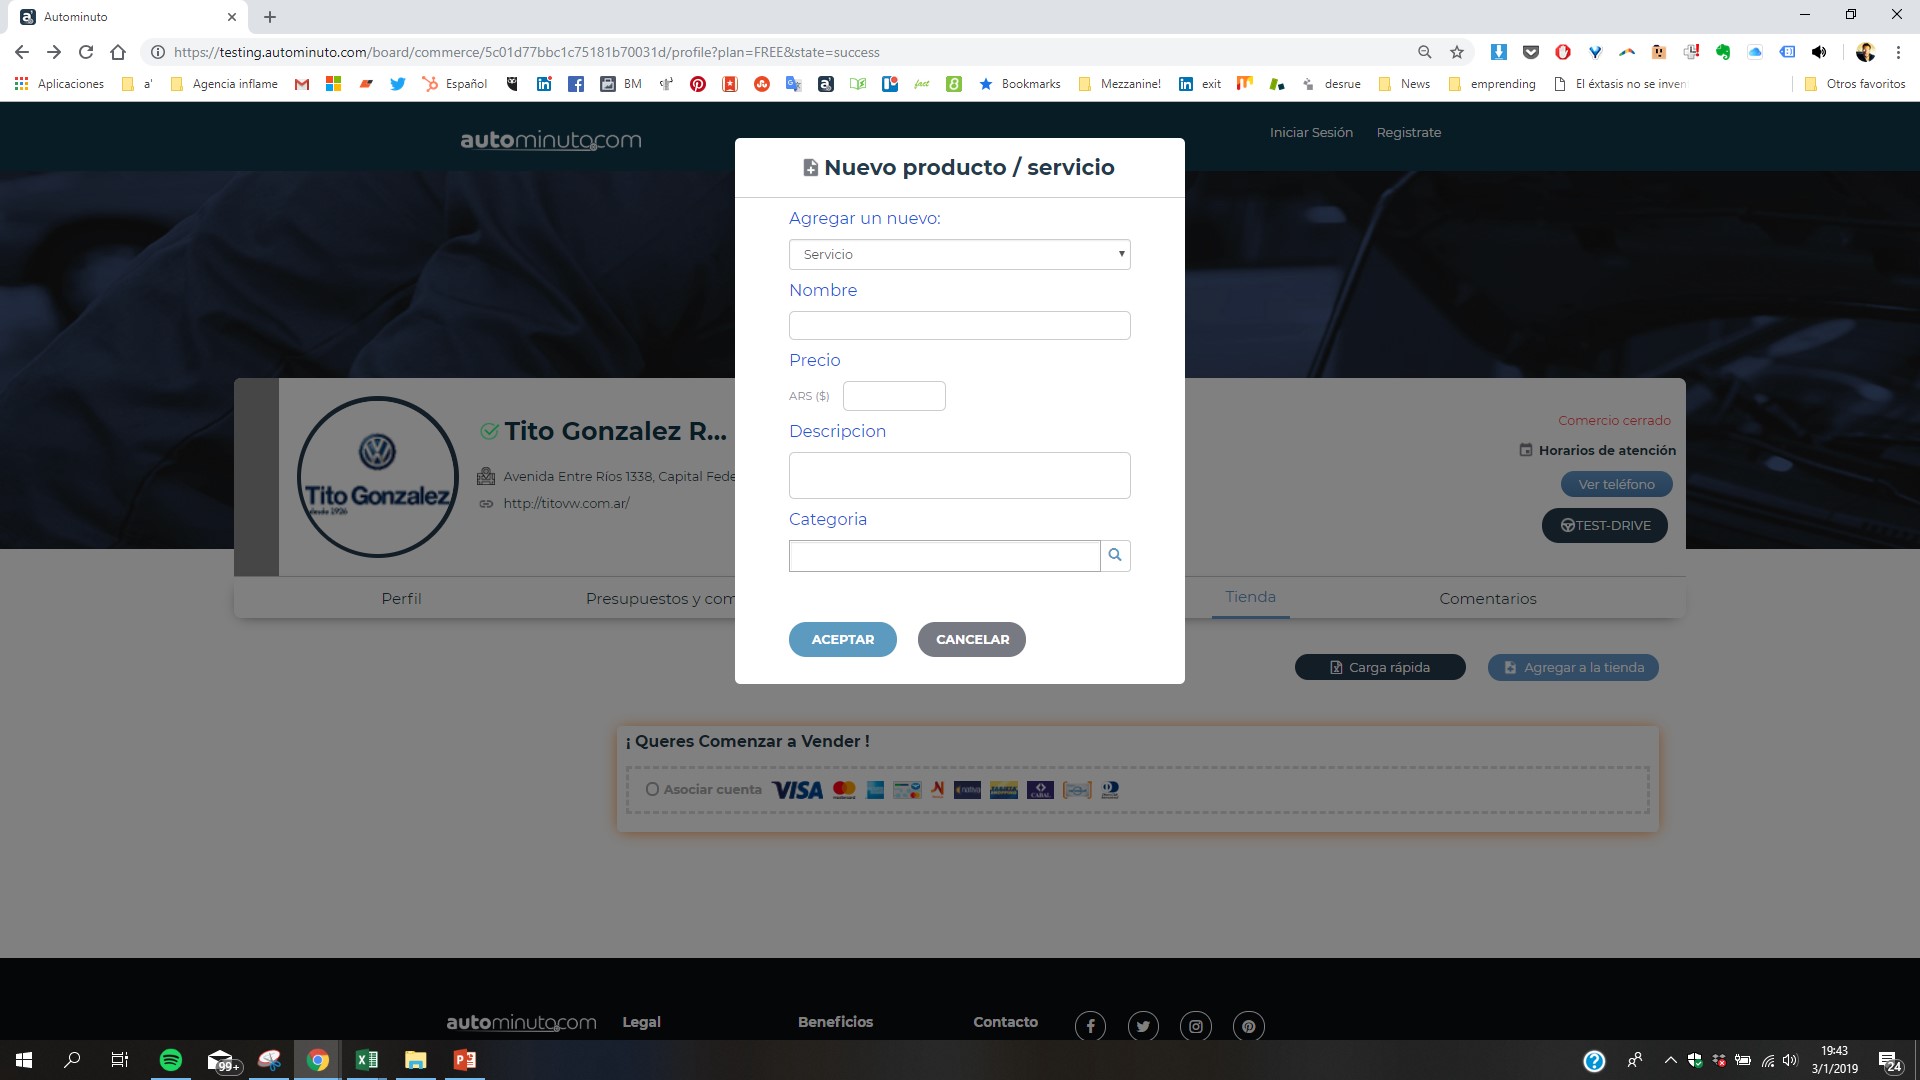 Autominuto
https://testing.autominuto.com/board/commerce/5c01d77bbc1c75181b70031d/profile?plan=FREE&state=success
Aplicaciones a' Agencia inflame Español BM fact Bookmarks Mezzanine! exit desrue News emprending El éxtasis no se inven Otros favoritos
autominuto.com Iniciar Sesión Registrate
Nuevo producto / servicio
Agregar un nuevo:
Servicio
Nombre
Precio
ARS ($)
Descripcion
Categoria
ACEPTAR CANCELAR
Tito Gonzalez
desde 1926
Tito Gonzalez R...
Avenida Entre Ríos 1338, Capital Fede
http://titovw.com.ar/
Comercio cerrado
Horarios de atención
Ver teléfono
TEST-DRIVE
Perfil Presupuestos y com Tienda Comentarios
Carga rápida Agregar a la tienda
¡ Queres Comenzar a Vender !
Asociar cuenta VISA nativa CABAL
autominuto.com Legal Beneficios Contacto
99+
19:43
3/1/2019
24